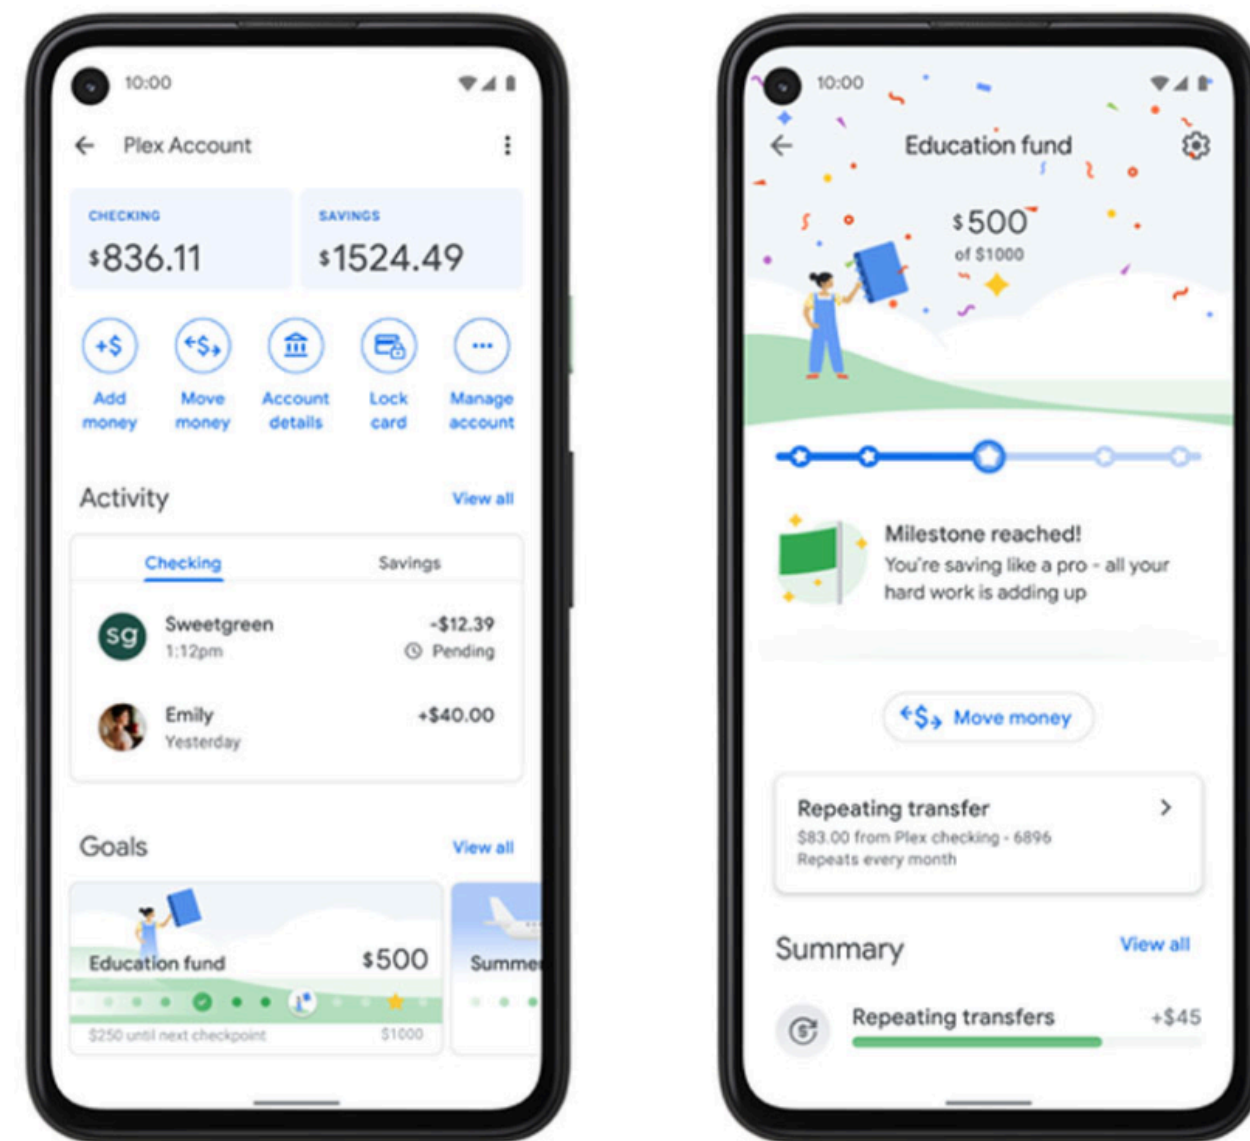 10:00
Plex Account
CHECKING
$836.11
SAVINGS
$1524.49
+$
Add
money
$
Move
money
Account
details
Lock
card
Manage
account
Activity
View all
Checking
Savings
sg
Sweetgreen
-$12.39
1:12pm
Pending
Emily
+$40.00
Yesterday
Goals
View all
Education fund
$500
$250 until next checkpoint
$1000
Summer
10:00
Education fund
$500
of $1000
Milestone reached!
You're saving like a pro - all your
hard work is adding up
$
Move money
Repeating transfer
$83.00 from Plex checking - 6896
Repeats every month
Summary
View all
$
Repeating transfers
+$45